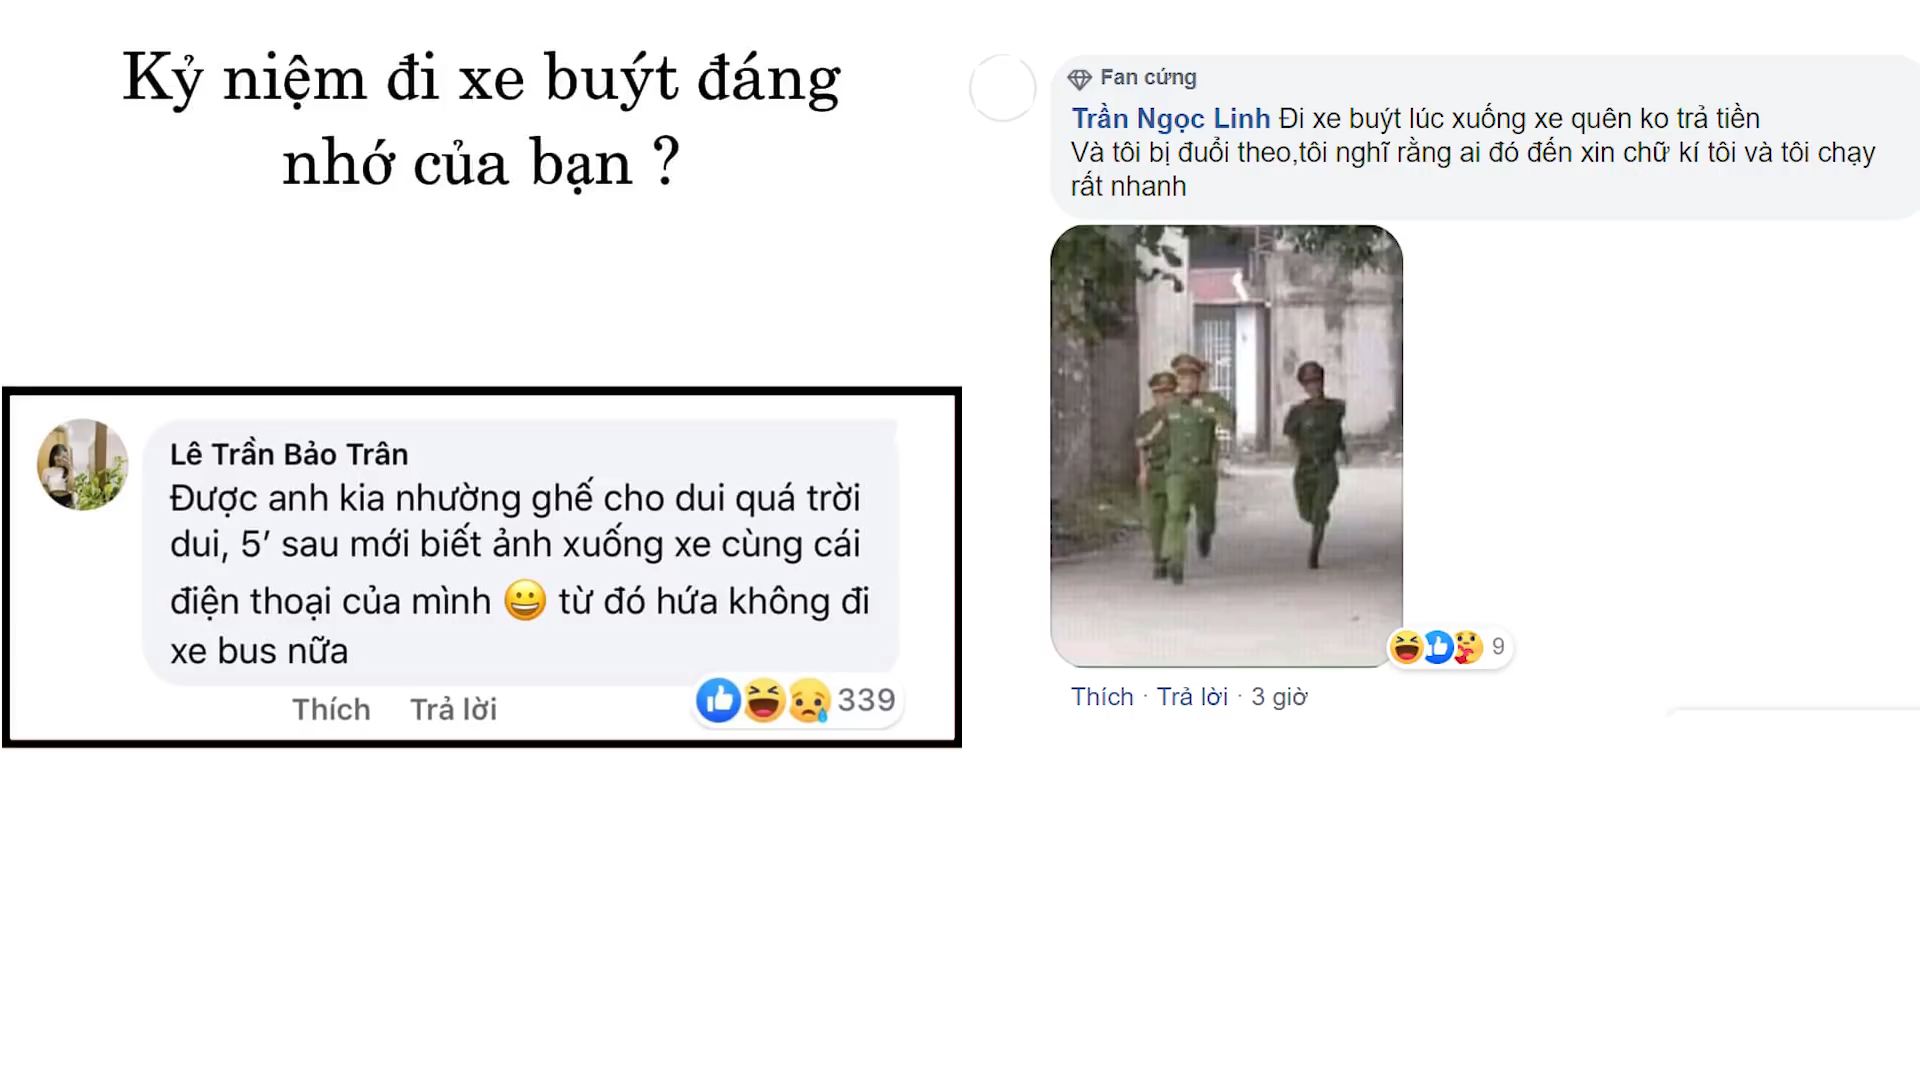 Kỷ niệm đi xe buýt đáng
nhớ của bạn ?
Lê Trần Bảo Trân
Được anh kia nhường ghế cho dui quá trời
dui, 5’ sau mới biết ảnh xuống xe cùng cái
điện thoại của mình 😀 từ đó hứa không đi
xe bus nữa
Thích Trả lời 339
Fan cứng
Trần Ngọc Linh Đi xe buýt lúc xuống xe quên ko trả tiền
Và tôi bị đuổi theo,tôi nghĩ rằng ai đó đến xin chữ kí tôi và tôi chạy
rất nhanh
9
Thích · Trả lời · 3 giờ